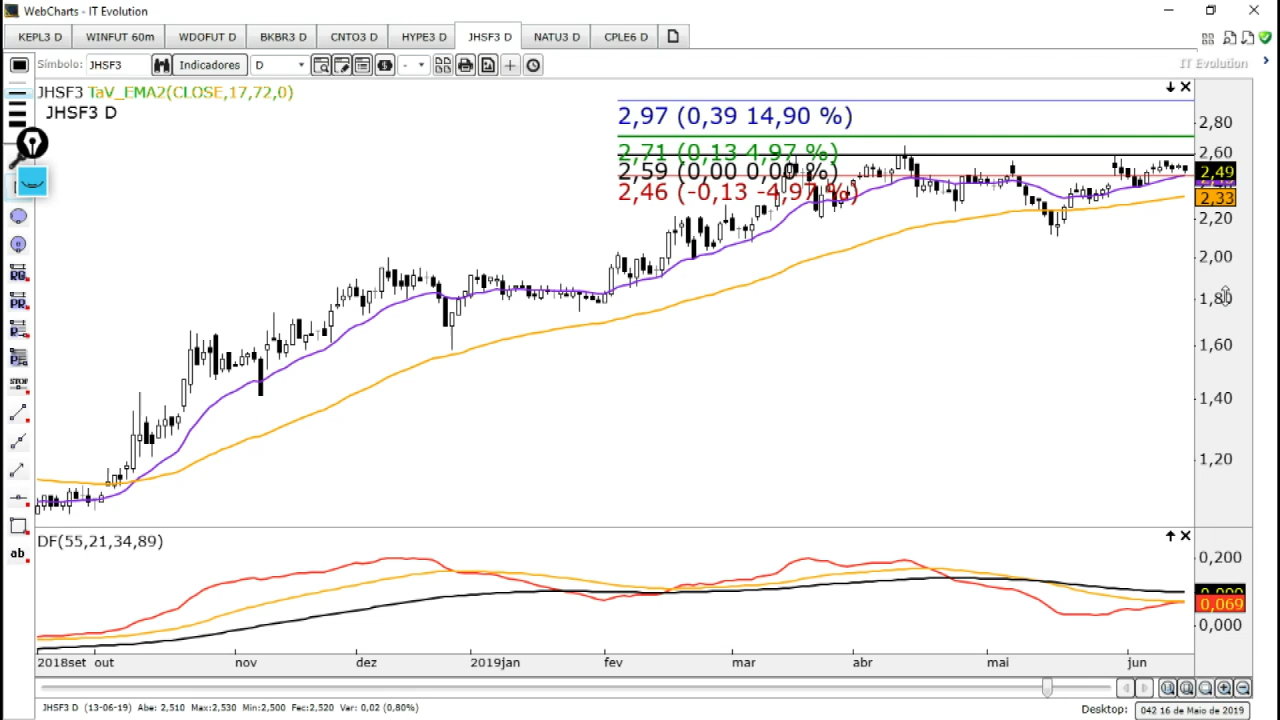 WebCharts - IT Evolution
KEPL3 D WINFUT 60m WDOFUT D BKBR3 D CNTO3 D HYPE3 D JHSF3 D NATU3 D CPLE6 D
Símbolo: JHSF3 Indicadores D - IT Evolution
JHSF3 TaV_EMA2(CLOSE,17,72,0)
JHSF3 D
2,97 (0,39 14,90 %)
2,71 (0,13 4,97 %)
2,59 (0,00 0,00 %)
2,46 (-0,13 -4,97 %)
2,80
2,60
2,49
2,33
2,20
2,00
1,80
1,60
1,40
1,20
RG
PR
STOP
ab
DF(55,21,34,89)
0,200
0,069
0,000
2018set out nov dez 2019jan fev mar abr mai jun
JHSF3 D (13-06-19) Abe: 2,510 Max:2,530 Min:2,500 Fec:2,520 Var: 0,02 (0,80%)
Desktop: 042 16 de Maio de 2019